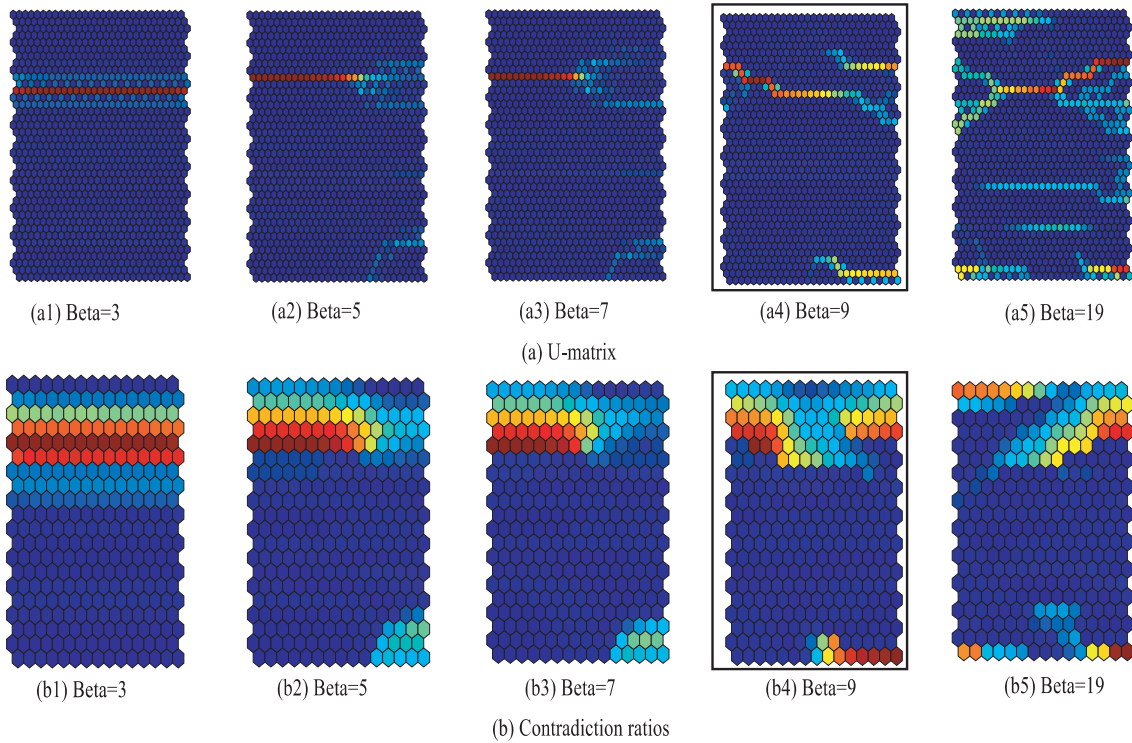 (a1) Beta=3
(a2) Beta=5
(a3) Beta=7
(a4) Beta=9
(a5) Beta=19
(a) U-matrix
(b1) Beta=3
(b2) Beta=5
(b3) Beta=7
(b4) Beta=9
(b5) Beta=19
(b) Contradiction ratios